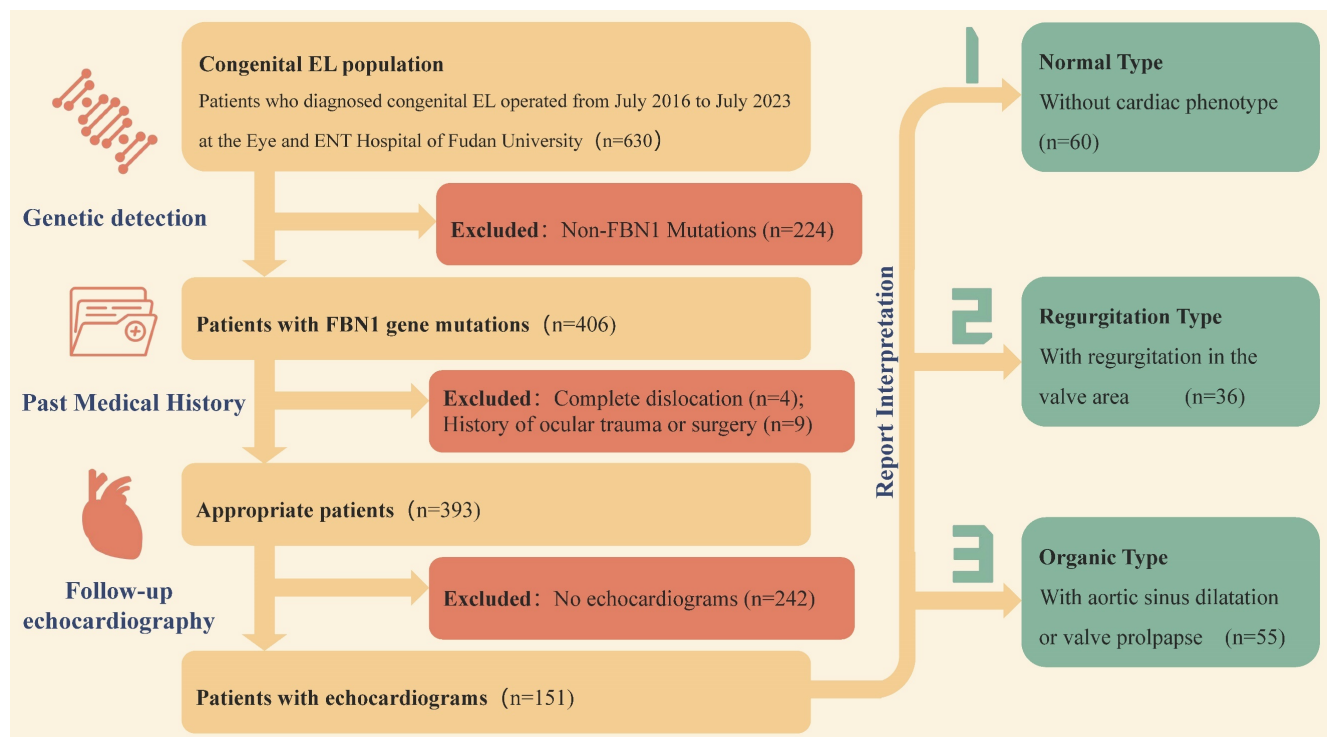 Congenital EL population
Patients who diagnosed congenital EL operated from July 2016 to July 2023
at the Eye and ENT Hospital of Fudan University（n=630）
Genetic detection
Excluded： Non-FBN1 Mutations (n=224)
Patients with FBN1 gene mutations（n=406)
Past Medical History
Excluded： Complete dislocation (n=4);
History of ocular trauma or surgery (n=9)
Appropriate patients（n=393)
Follow-up
echocardiography
Excluded： No echocardiograms (n=242)
Patients with echocardiograms（n=151)
Report Interpretation
1
Normal Type
Without cardiac phenotype
(n=60)
2
Regurgitation Type
With regurgitation in the
valve area (n=36)
3
Organic Type
With aortic sinus dilatation
or valve prolpapse (n=55)